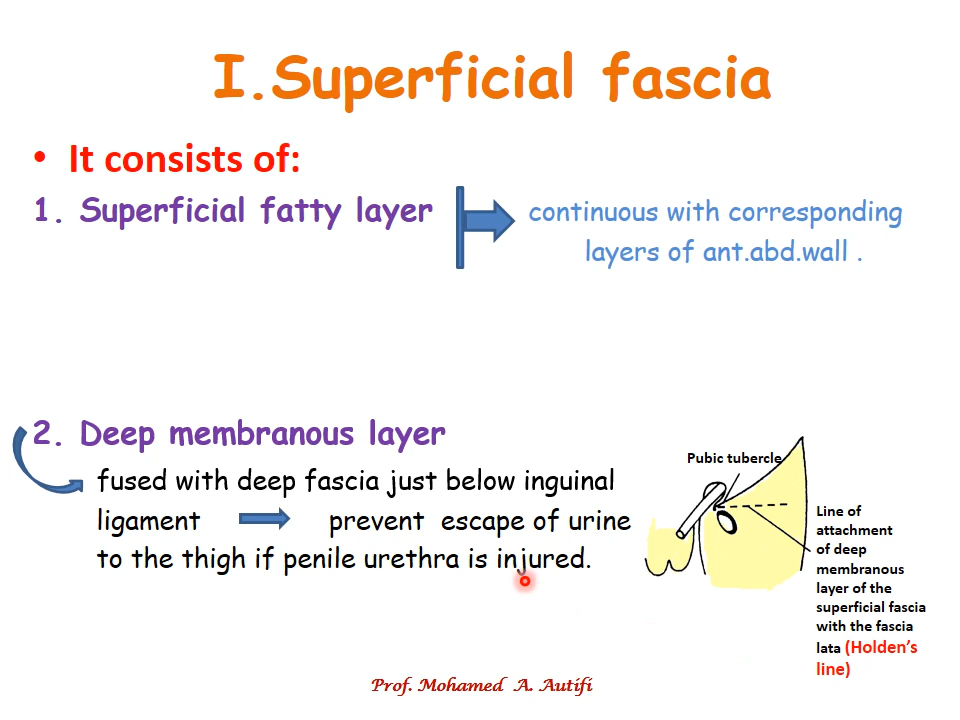 I.Superficial fascia
• It consists of:
1. Superficial fatty layer
continuous with corresponding
layers of ant.abd.wall .
2. Deep membranous layer
fused with deep fascia just below inguinal
ligament prevent escape of urine
to the thigh if penile urethra is injured.
Pubic tubercle
Line of
attachment
of deep
membranous
layer of the
superficial fascia
with the fascia
lata (Holden's
line)
Prof. Mohamed A. Autifi